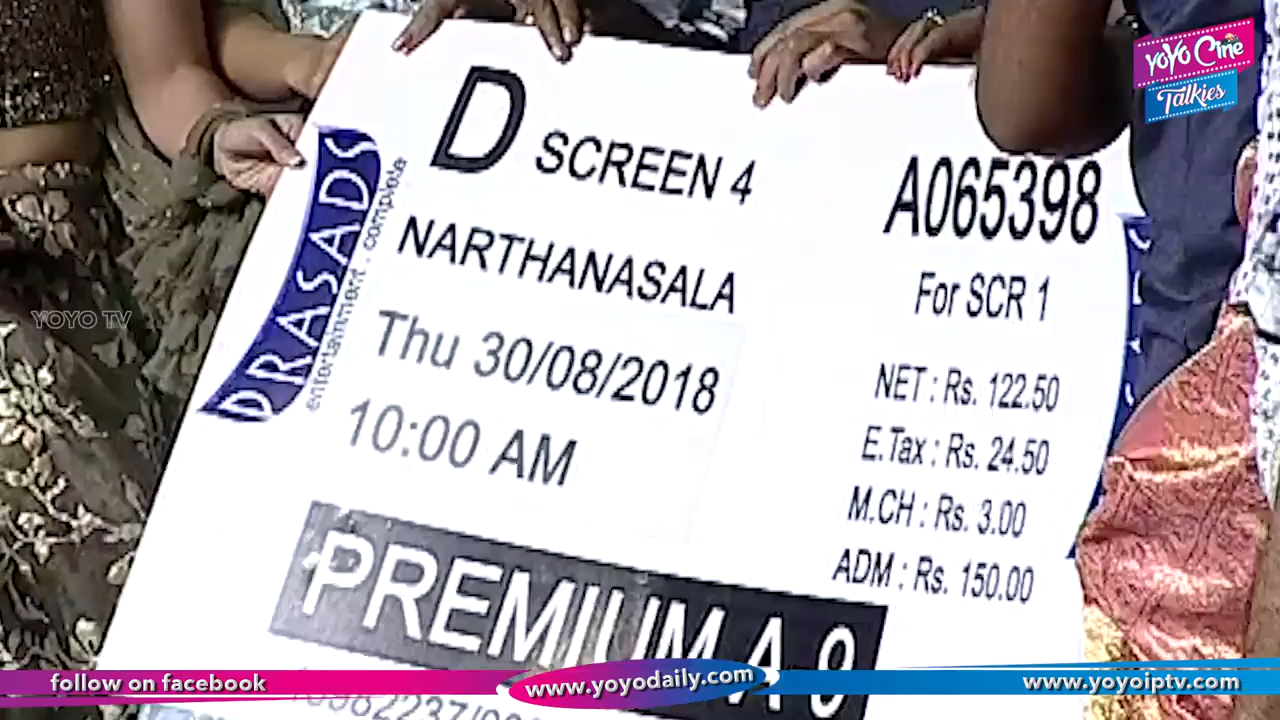 YOYO Cine
Talkies
D SCREEN 4
A065398
PRASADS
entertainment . complete
NARTHANASALA
For SCR 1
YOYO TV
Thu 30/08/2018
NET : Rs. 122.50
10:00 AM
E.Tax : Rs. 24.50
M.CH : Rs. 3.00
ADM : Rs. 150.00
PREMIUM A 9
follow on facebook
www.yoyodaily.com
www.yoyoiptv.com